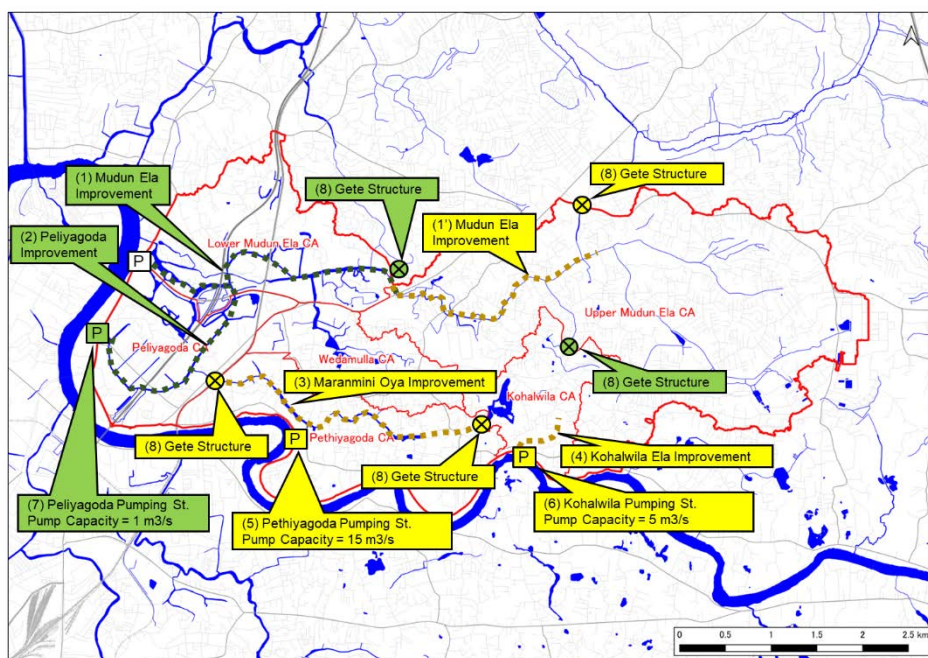 (1) Mudun Ela
Improvement
(8) Gete Structure
(8) Gete Structure
(2) Peliyagoda
Improvement
(1') Mudun Ela
Improvement
Lower Mudun Ela CA
P
Upper Mudun Ela CA
P
Peliyagoda CA
Wedamulla CA
(8) Gete Structure
(3) Maranmini Oya Improvement
Kohalwila CA
(8) Gete Structure
P
Pethiyagoda CA
(8) Gete Structure
P
(4) Kohalwila Ela Improvement
(7) Peliyagoda Pumping St.
Pump Capacity = 1 m3/s
(5) Pethiyagoda Pumping St.
Pump Capacity = 15 m3/s
(6) Kohalwila Pumping St.
Pump Capacity = 5 m3/s
0 0.5 1 1.5 2 2.5 km